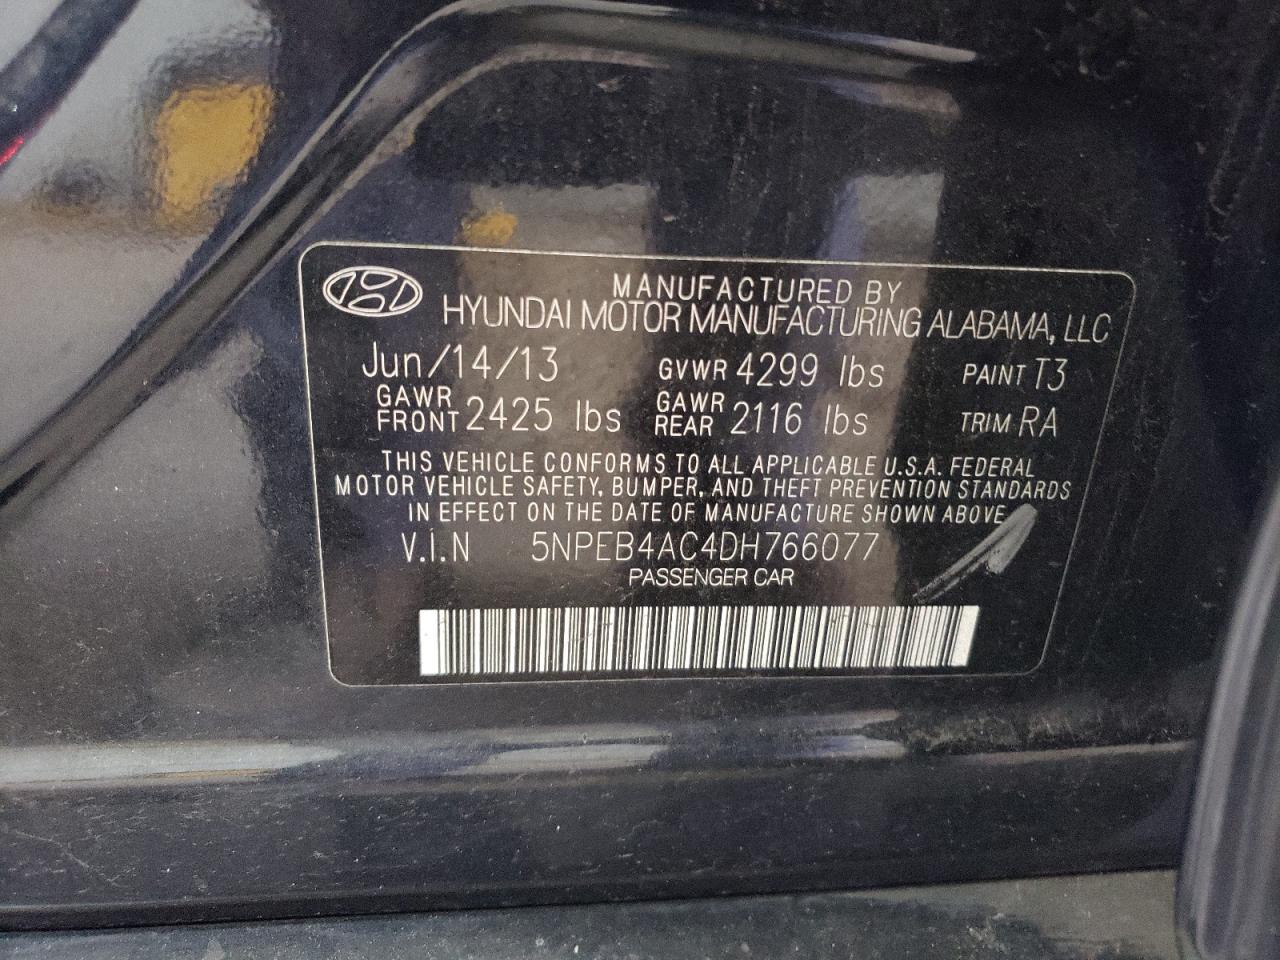 MANUFACTURED BY
HYUNDAI MOTOR MANUFACTURING ALABAMA, LLC
Jun/14/13 GVWR 4299 lbs PAINT T3
GAWR FRONT 2425 lbs GAWR REAR 2116 lbs TRIM RA
THIS VEHICLE CONFORMS TO ALL APPLICABLE U.S.A. FEDERAL
MOTOR VEHICLE SAFETY, BUMPER, AND THEFT PREVENTION STANDARDS
IN EFFECT ON THE DATE OF MANUFACTURE SHOWN ABOVE
V.I.N 5NPEB4AC4DH766077
PASSENGER CAR